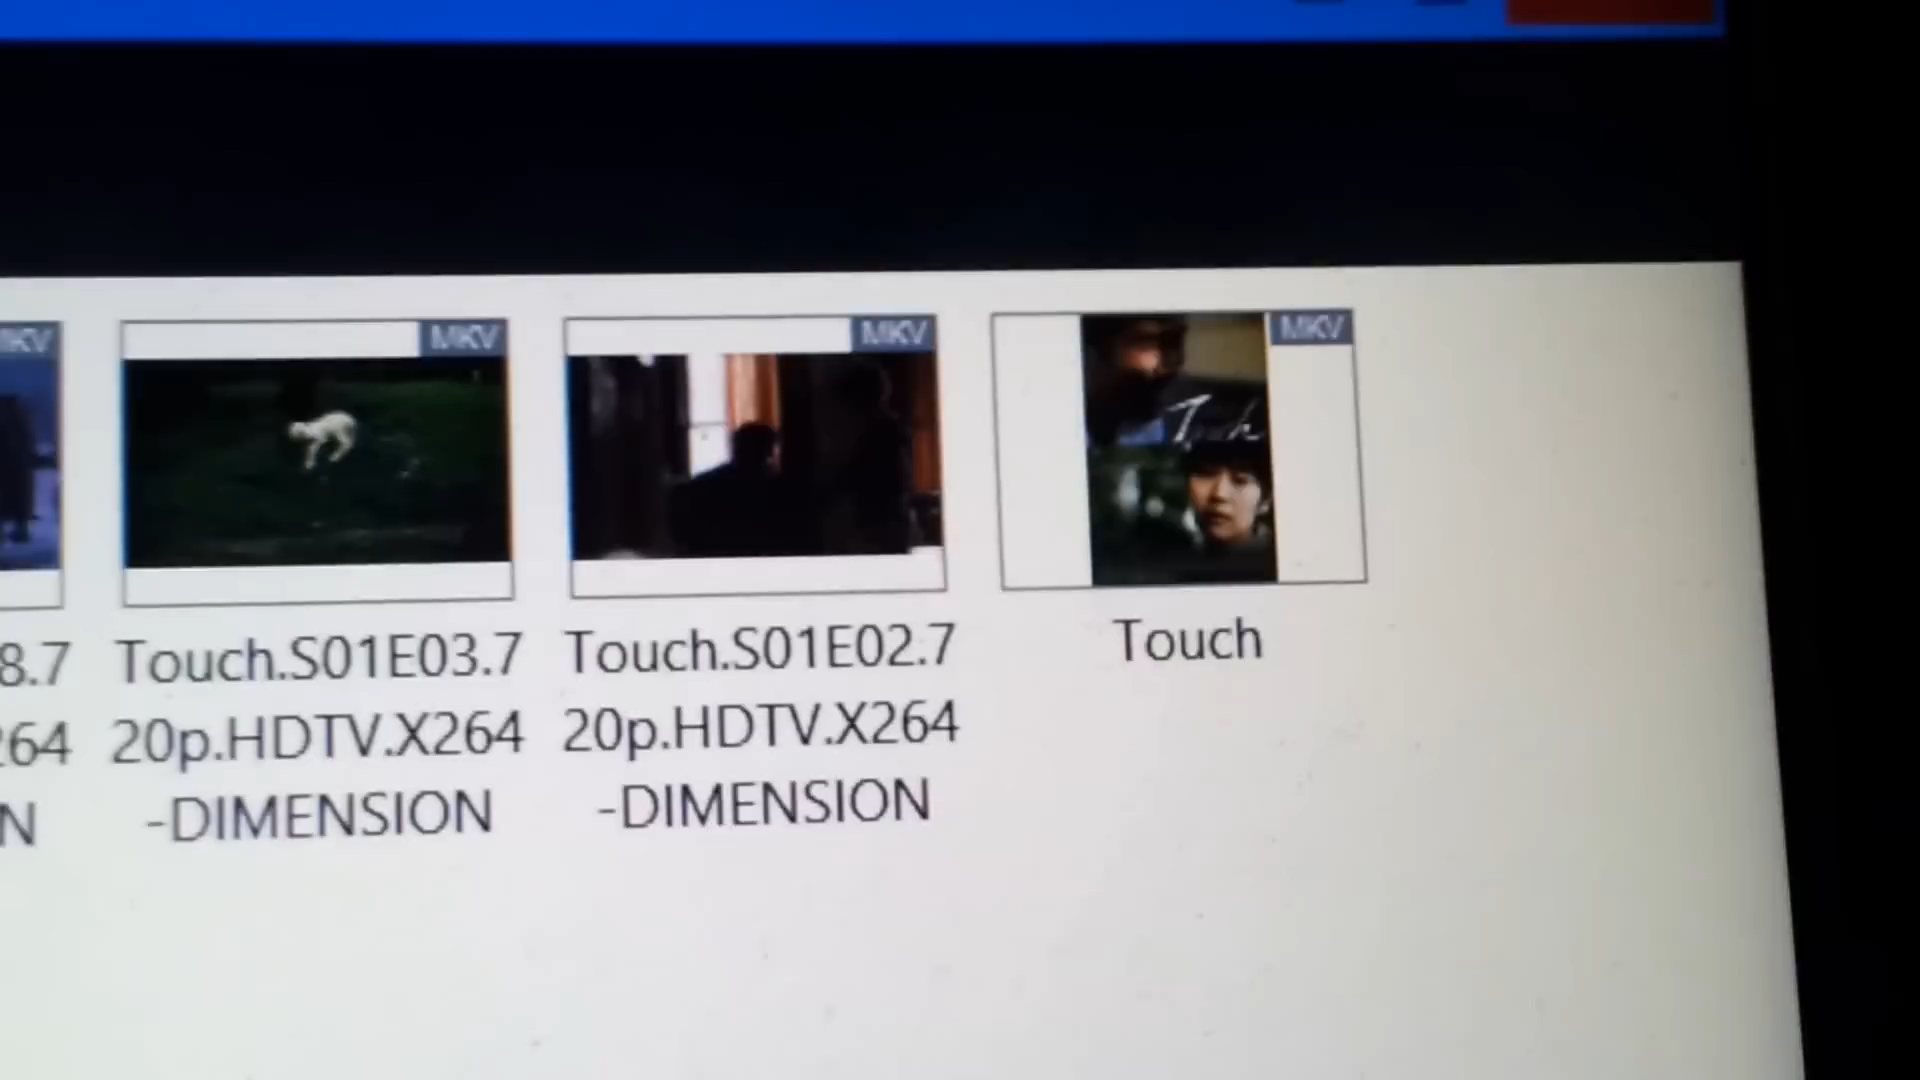 MKV
MKV
MKV
MKV
Touch
8.7
Touch.S01E03.7
Touch.S01E02.7
Touch
264
20p.HDTV.X264
20p.HDTV.X264
N
-DIMENSION
-DIMENSION